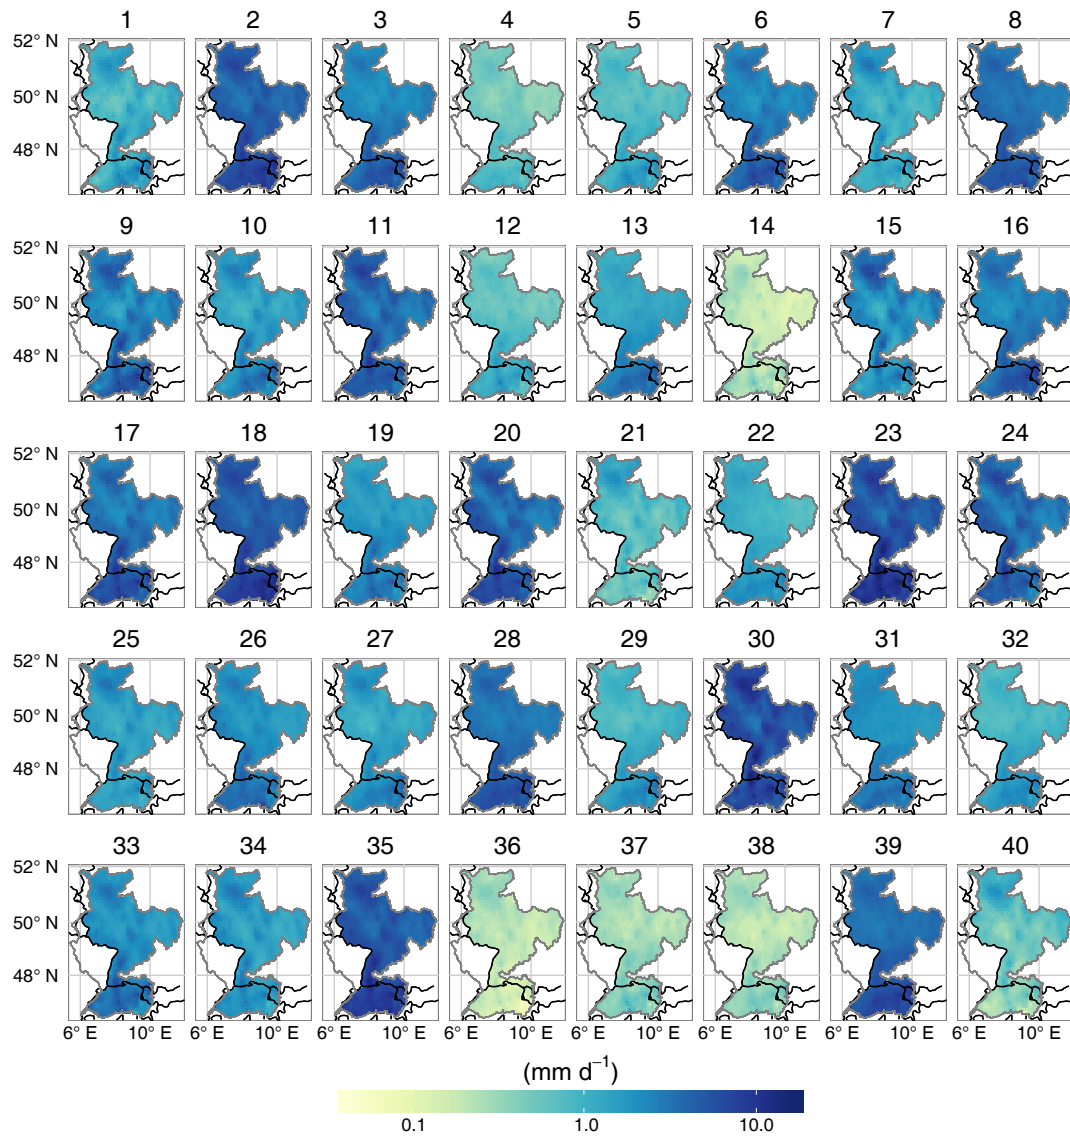 1 2 3 4 5 6 7 8
52° N
50° N
48° N
9 10 11 12 13 14 15 16
52° N
50° N
48° N
17 18 19 20 21 22 23 24
52° N
50° N
48° N
25 26 27 28 29 30 31 32
52° N
50° N
48° N
33 34 35 36 37 38 39 40
52° N
50° N
48° N
6° E 10° E 6° E 10° E 6° E 10° E 6° E 10° E 6° E 10° E 6° E 10° E 6° E 10° E 6° E 10° E
(mm d⁻¹)
0.1 1.0 10.0